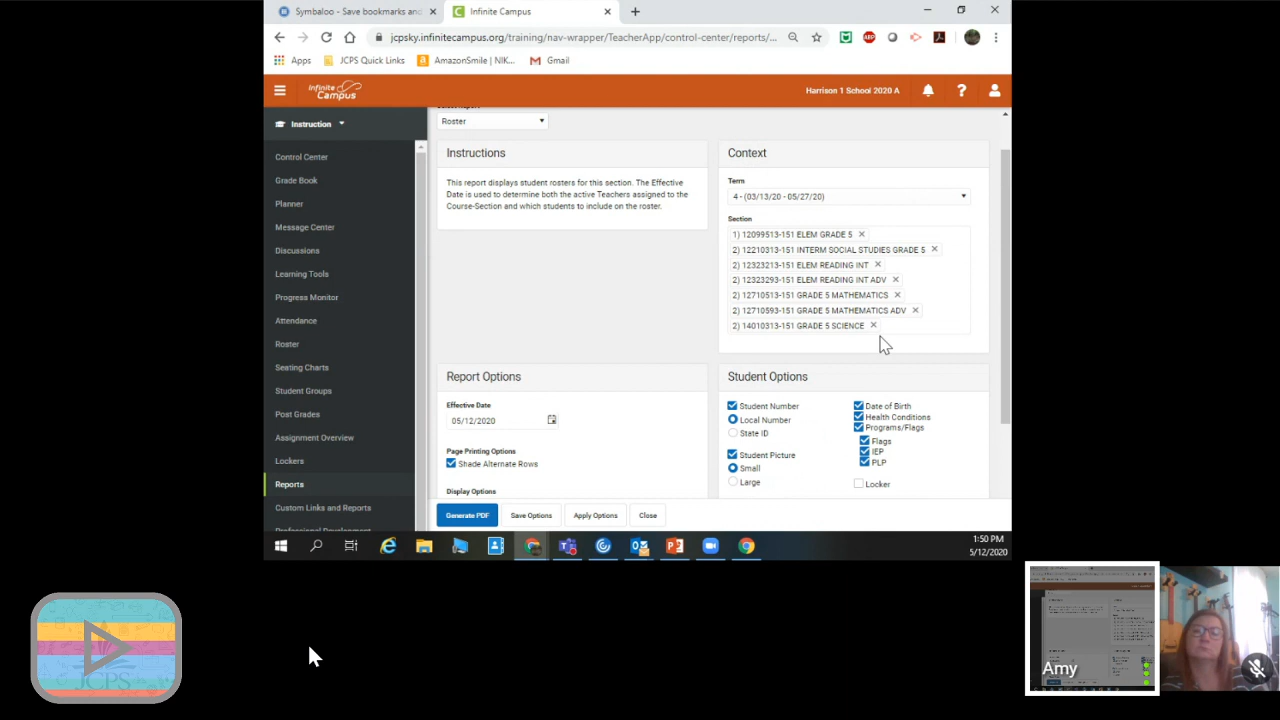 Symbaloo - Save bookmarks and
Infinite Campus
jcpsky.infinitecampus.org/training/nav-wrapper/TeacherApp/control-center/reports/...
ABP
Apps
JCPS Quick Links
AmazonSmile | NIK...
Gmail
Infinite
Campus
Harrison 1 School 2020 A
Instruction
Control Center
Grade Book
Planner
Message Center
Discussions
Learning Tools
Progress Monitor
Attendance
Roster
Seating Charts
Student Groups
Post Grades
Assignment Overview
Lockers
Reports
Custom Links and Reports
Professional Development
Select Report
Roster
Instructions
This report displays student rosters for this section. The Effective
Date is used to determine both the active Teachers assigned to the
Course-Section and which students to include on the roster.
Context
Term
4 - (03/13/20 - 05/27/20)
Section
1) 12099513-151 ELEM GRADE 5
2) 12210313-151 INTERM SOCIAL STUDIES GRADE 5
2) 12323213-151 ELEM READING INT
2) 12323293-151 ELEM READING INT ADV
2) 12710513-151 GRADE 5 MATHEMATICS
2) 12710593-151 GRADE 5 MATHEMATICS ADV
2) 14010313-151 GRADE 5 SCIENCE
Report Options
Effective Date
05/12/2020
Page Printing Options
Shade Alternate Rows
Display Options
Student Options
Student Number
Local Number
State ID
Student Picture
Small
Large
Date of Birth
Health Conditions
Programs/Flags
Flags
IEP
PLP
Locker
Generate PDF
Save Options
Apply Options
Close
1:50 PM
5/12/2020
JCPS
Amy